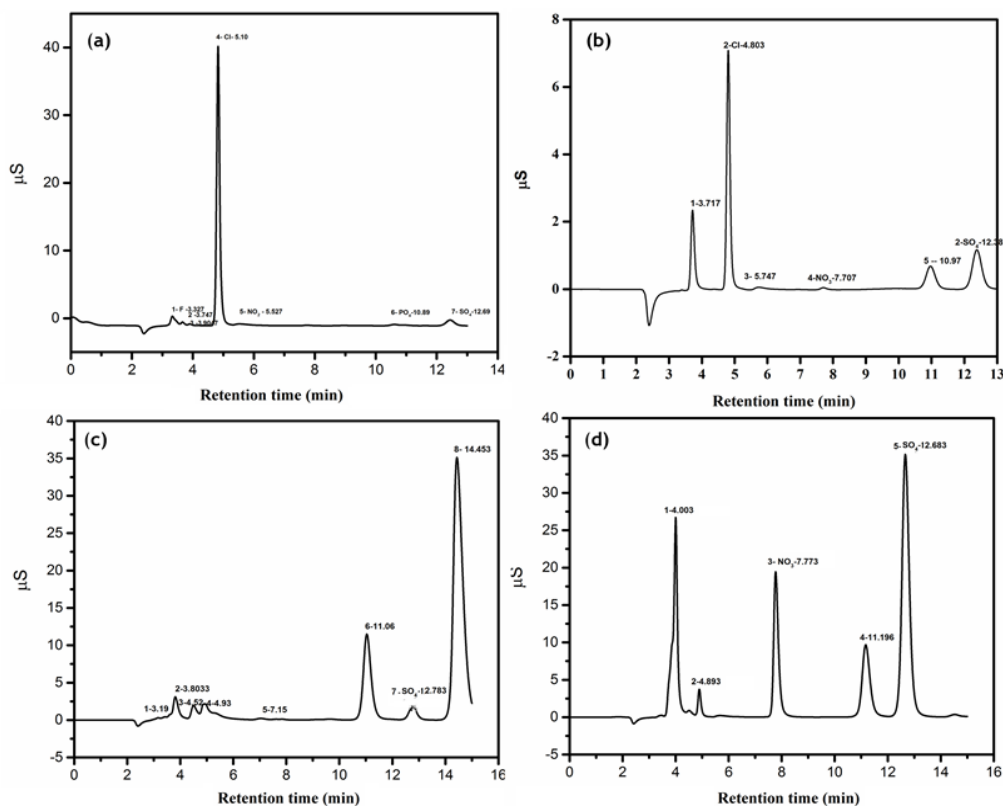 (a)
4- Cl- 5.10
40
30
20
10
0
μS
1- F -3.327
2 -3.747
5- NO₂ - 5.527
6- PO₄-10.89
7- SO₄-12.69
0 2 4 6 8 10 12 14
Retention time (min)
(b)
2-Cl-4.803
8
6
4
2
0
-2
μS
1-3.717
3- 5.747
4-NO₃-7.707
5 -- 10.97
2-SO₄-12.38
0 1 2 3 4 5 6 7 8 9 10 11 12 13
Retention time (min)
(c)
8- 14.453
40
35
30
25
20
15
10
5
0
-5
μS
1-3.19
2-3.8033
3-4.52
4-4.93
5-7.15
6-11.06
7 - SO₄-12.783
0 2 4 6 8 10 12 14 16
Retention time (min)
(d)
5- SO₄-12.683
40
35
30
25
20
15
10
5
0
-5
μS
1-4.003
2-4.893
3- NO₃-7.773
4-11.196
0 2 4 6 8 10 12 14 16
Retention time (min)